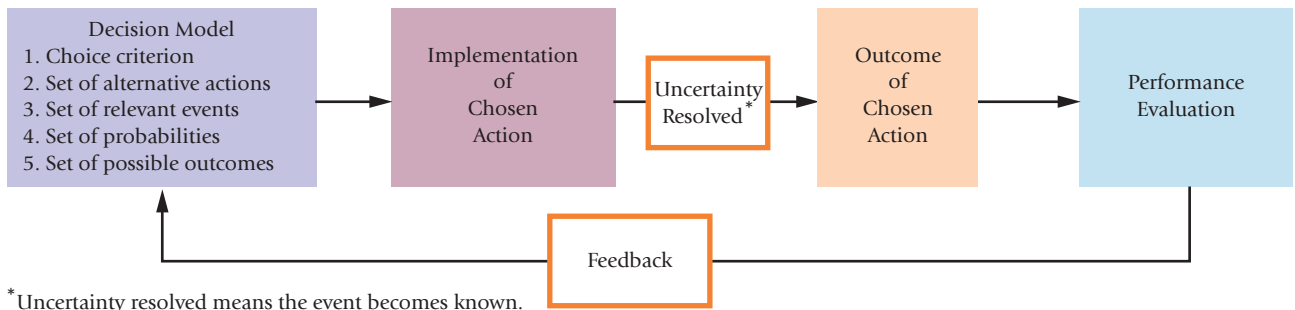 Decision Model
1. Choice criterion
2. Set of alternative actions
3. Set of relevant events
4. Set of probabilities
5. Set of possible outcomes
Implementation
of
Chosen
Action
Uncertainty
Resolved*
Outcome
of
Chosen
Action
Performance
Evaluation
Feedback
*Uncertainty resolved means the event becomes known.